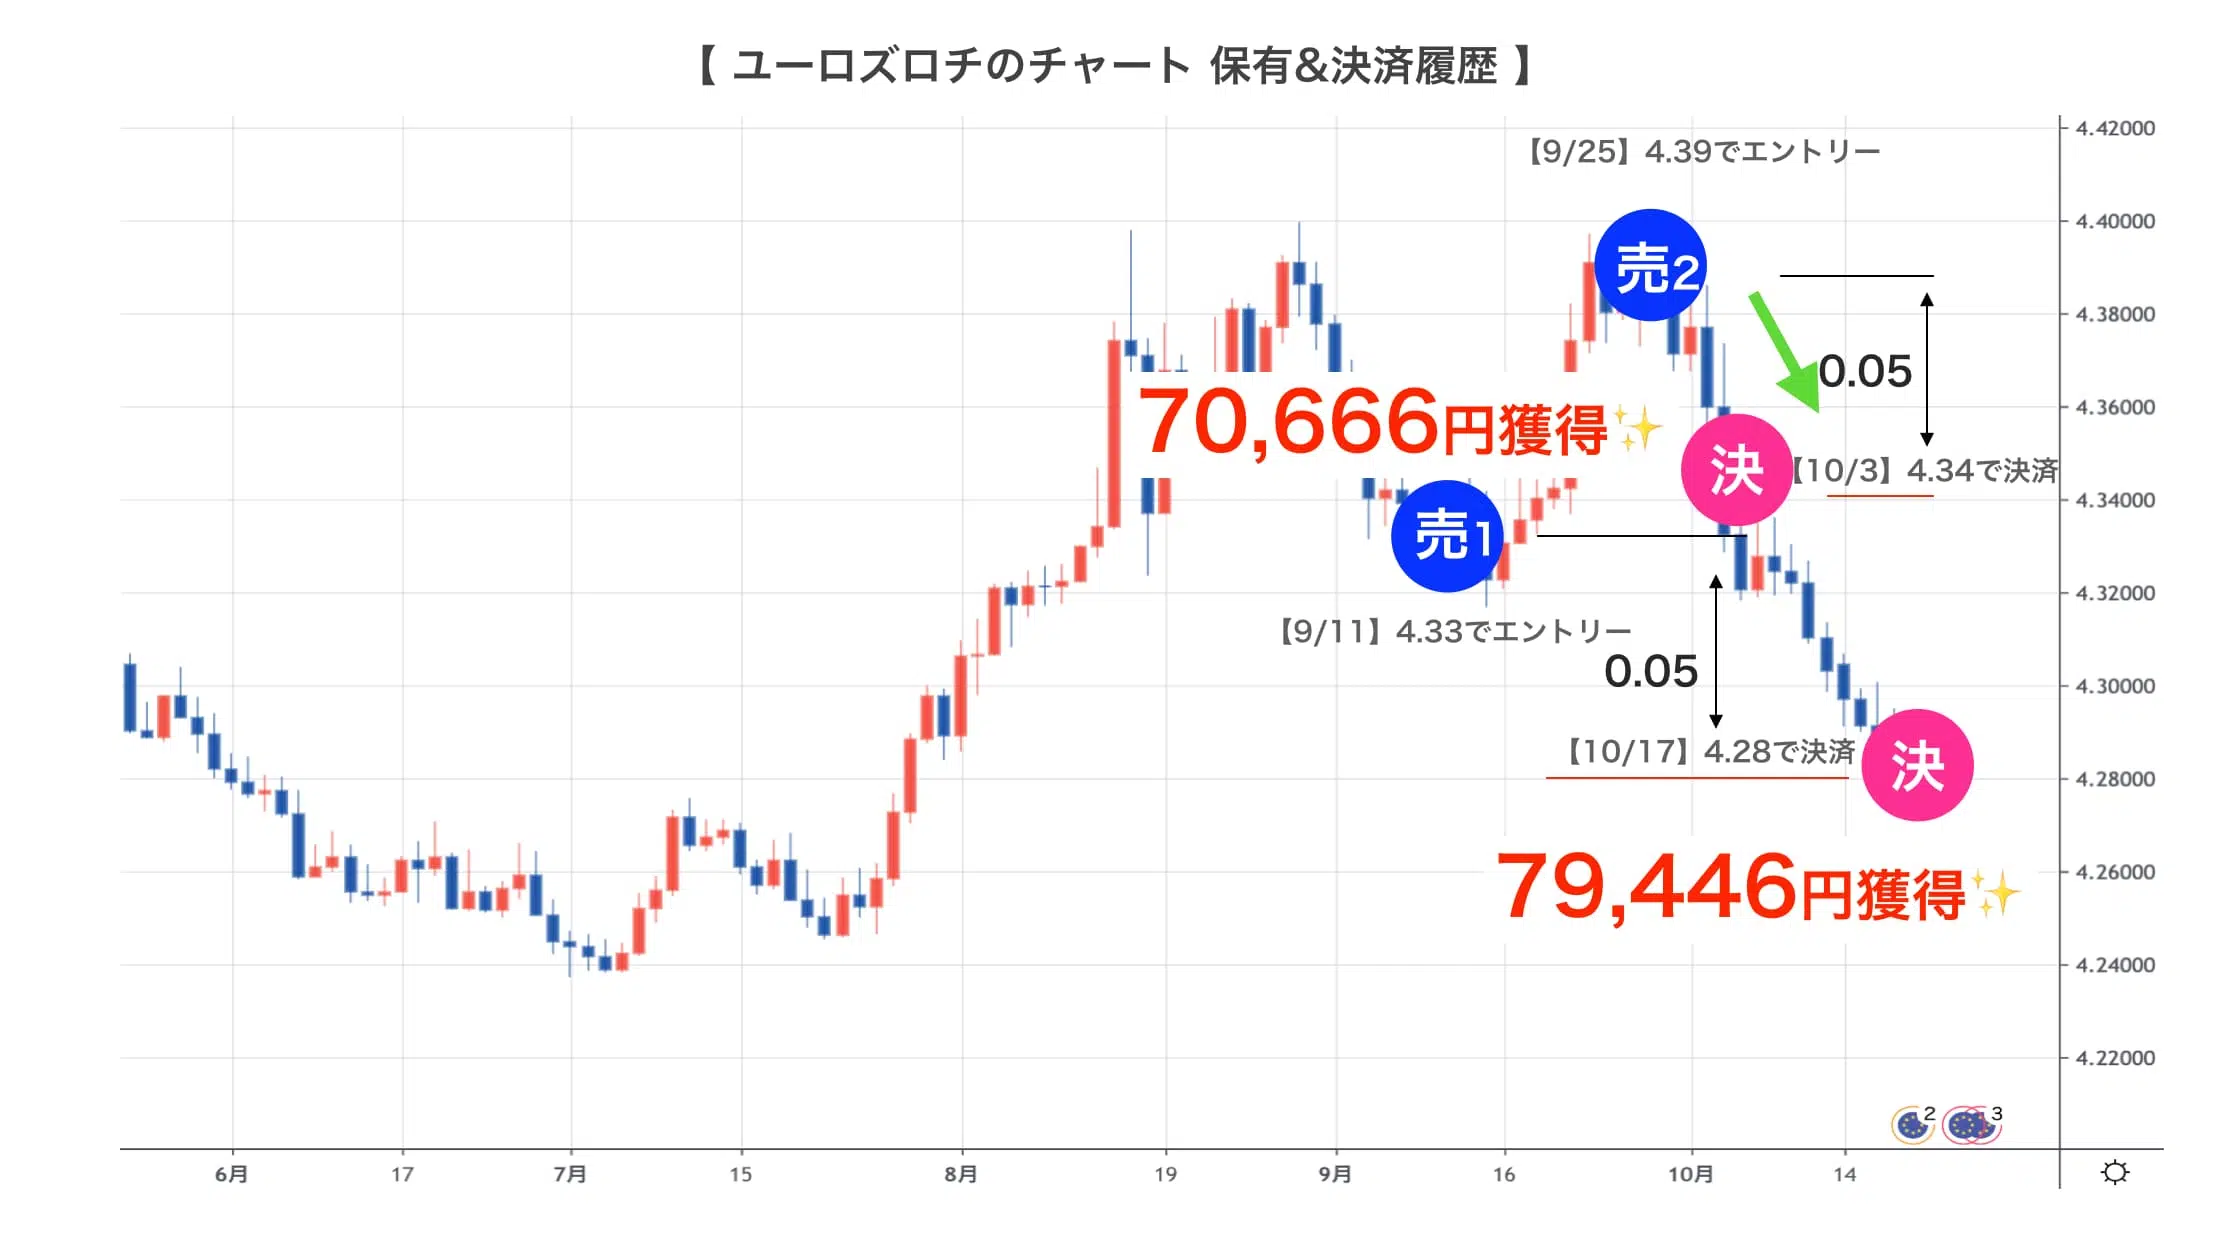 【 ユーロズロチのチャート 保有&決済履歴 】
4.42000
【9/25】4.39でエントリー
4.40000
売2
4.38000
0.05
4.36000
70,666円獲得✨
決
【10/3】4.34で決済
4.34000
売1
4.32000
【9/11】4.33でエントリー
0.05
4.30000
【10/17】4.28で決済
決
4.28000
79,446円獲得✨
4.26000
4.24000
4.22000
2
3
6月
17
7月
15
8月
19
9月
16
10月
14